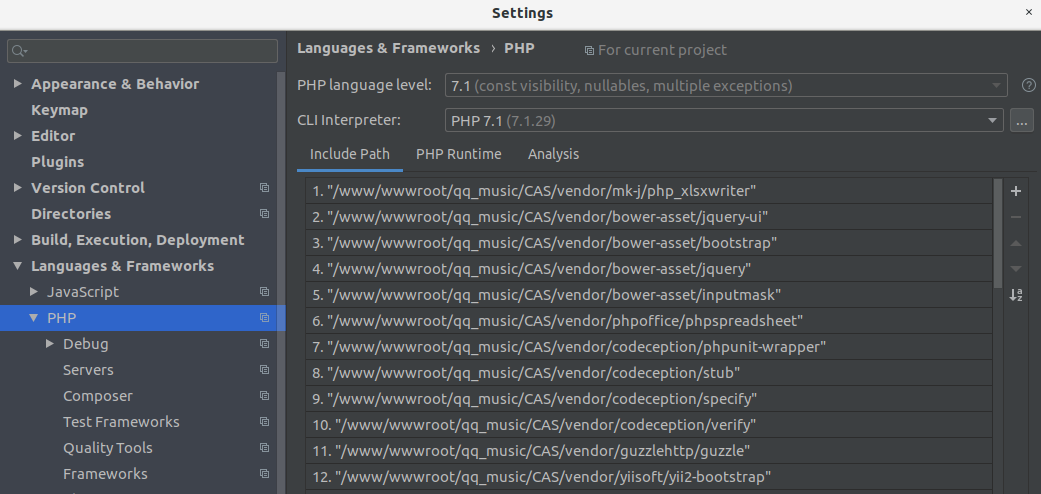 Settings
Languages & Frameworks › PHP
For current project
PHP language level:
7.1 (const visibility, nullables, multiple exceptions)
CLI Interpreter:
PHP 7.1 (7.1.29)
...
Include Path
PHP Runtime
Analysis
Appearance & Behavior
Keymap
Editor
Plugins
Version Control
Directories
Build, Execution, Deployment
Languages & Frameworks
JavaScript
PHP
Debug
Servers
Composer
Test Frameworks
Quality Tools
Frameworks
1. "/www/wwwroot/qq_music/CAS/vendor/mk-j/php_xlsxwriter"
2. "/www/wwwroot/qq_music/CAS/vendor/bower-asset/jquery-ui"
3. "/www/wwwroot/qq_music/CAS/vendor/bower-asset/bootstrap"
4. "/www/wwwroot/qq_music/CAS/vendor/bower-asset/jquery"
5. "/www/wwwroot/qq_music/CAS/vendor/bower-asset/inputmask"
6. "/www/wwwroot/qq_music/CAS/vendor/phpoffice/phpspreadsheet"
7. "/www/wwwroot/qq_music/CAS/vendor/codeception/phpunit-wrapper"
8. "/www/wwwroot/qq_music/CAS/vendor/codeception/stub"
9. "/www/wwwroot/qq_music/CAS/vendor/codeception/specify"
10. "/www/wwwroot/qq_music/CAS/vendor/codeception/verify"
11. "/www/wwwroot/qq_music/CAS/vendor/guzzlehttp/guzzle"
12. "/www/wwwroot/qq_music/CAS/vendor/yiisoft/yii2-bootstrap"